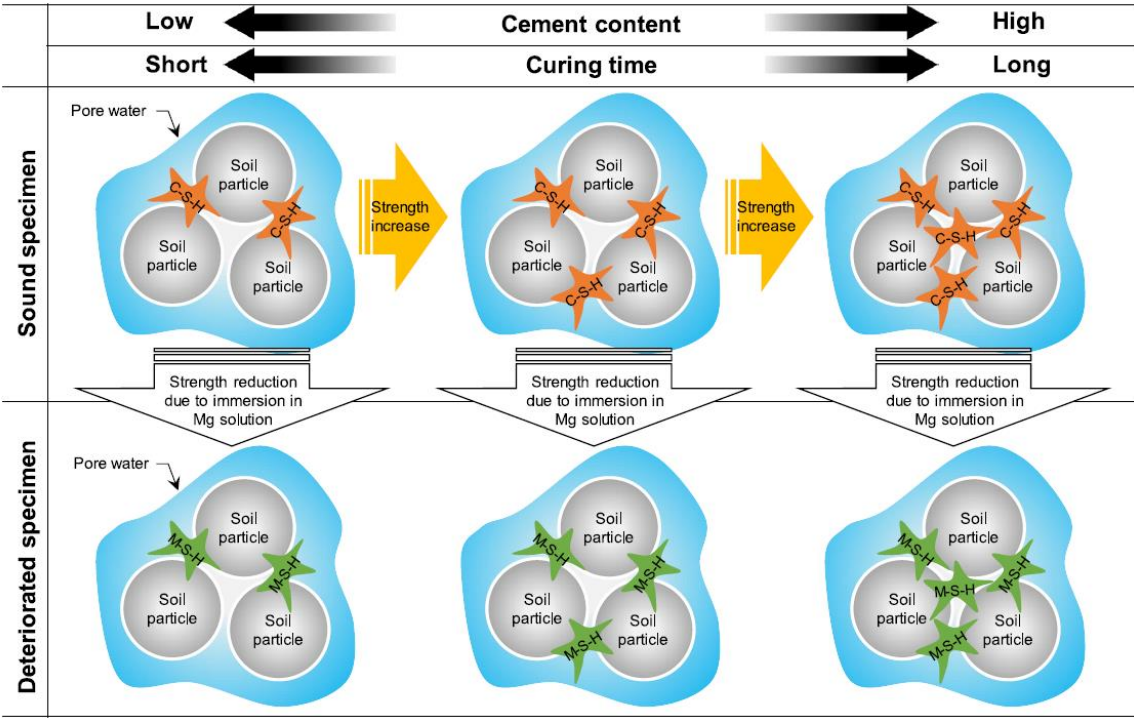 Low Cement content High
Short Curing time Long
Sound specimen
Pore water
Soil
particle
C-S-H
C-S-H
Soil
particle
Soil
particle
Strength
increase
Soil
particle
C-S-H
C-S-H
Soil
particle
Soil
particle
C-S-H
Strength
increase
Soil
particle
C-S-H
C-S-H
C-S-H
Soil
particle
Soil
particle
C-S-H
Strength reduction
due to immersion in
Mg solution
Strength reduction
due to immersion in
Mg solution
Strength reduction
due to immersion in
Mg solution
Deteriorated specimen
Pore water
Soil
particle
M-S-H
M-S-H
Soil
particle
Soil
particle
Soil
particle
M-S-H
M-S-H
Soil
particle
Soil
particle
M-S-H
Soil
particle
M-S-H
M-S-H
M-S-H
Soil
particle
Soil
particle
M-S-H